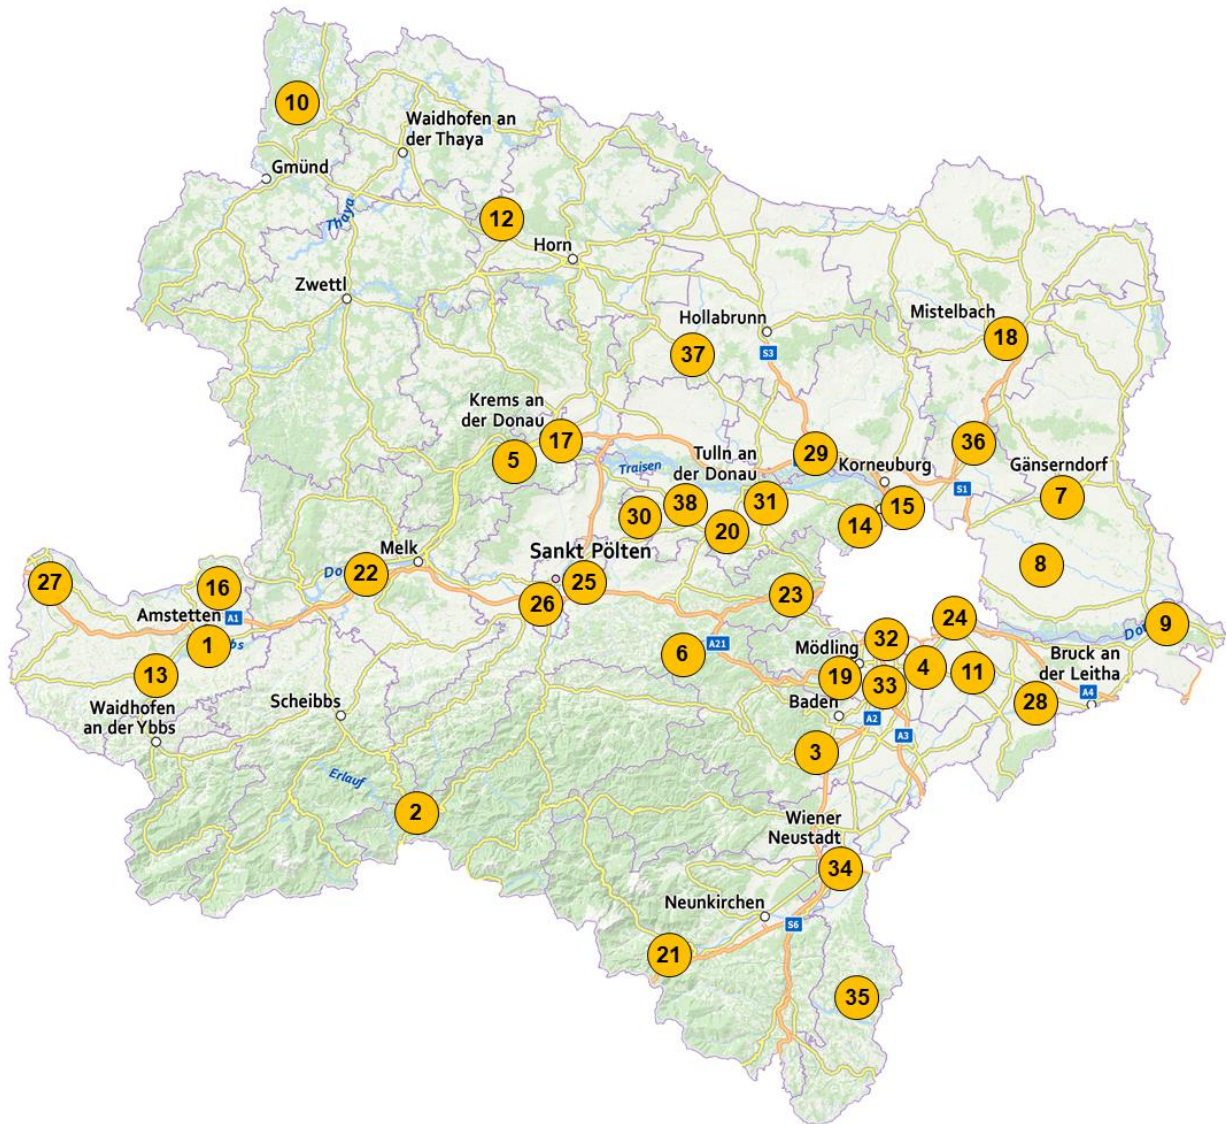 10
Waidhofen an
der Thaya
Gmünd
Thaya
12
Horn
Zwettl
Hollabrunn
Mistelbach
18
S3
37
Krems an
der Donau
17
5
Traisen
Tulln an
der Donau
29
Korneuburg
36
Gänserndorf
S1
7
30
38
31
20
14
15
Sankt Pölten
Melk
Do
22
25
26
8
27
16
Amstetten
A1
bs
1
13
23
24
Do
9
6
A21
Mödling
32
4
11
Bruck an
der Leitha
A4
19
33
28
Baden
A2
A3
Waidhofen
an der Ybbs
Scheibbs
3
Erlauf
2
Wiener
Neustadt
34
Neunkirchen
S6
21
35